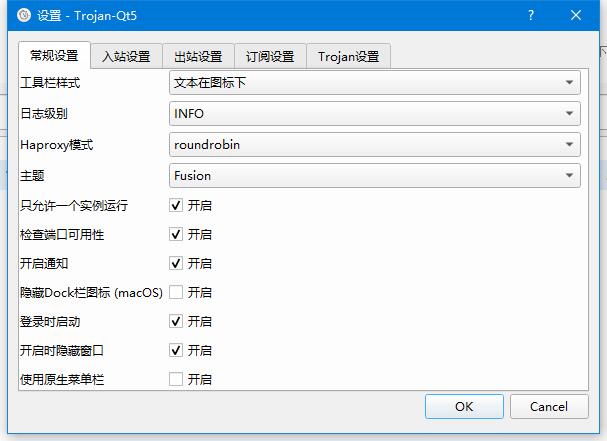 设置 - Trojan-Qt5
?
常规设置 入站设置 出站设置 订阅设置 Trojan设置
工具栏样式 文本在图标下
日志级别 INFO
Haproxy模式 roundrobin
主题 Fusion
只允许一个实例运行 开启
检查端口可用性 开启
开启通知 开启
隐藏Dock栏图标 (macOS) 开启
登录时启动 开启
开启时隐藏窗口 开启
使用原生菜单栏 开启
OK Cancel